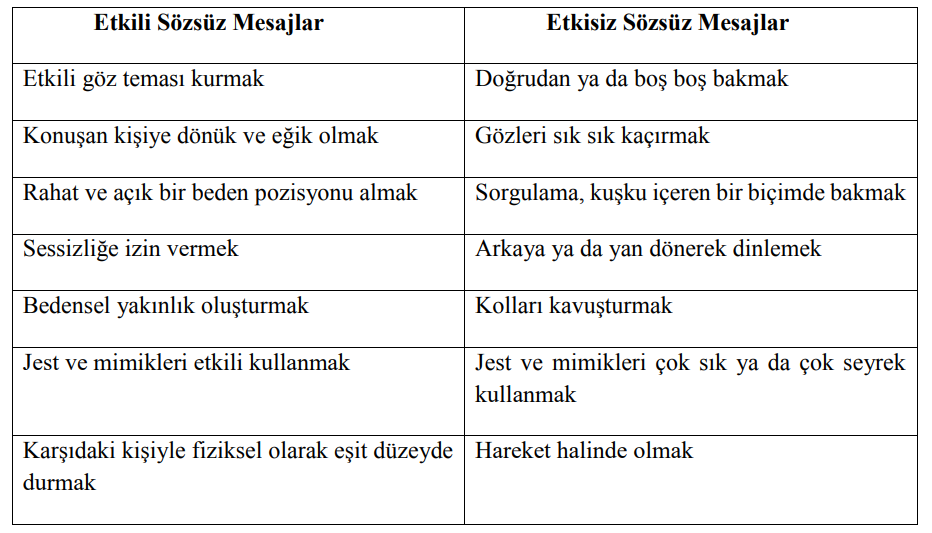 Etkili Sözsüz Mesajlar
Etkisiz Sözsüz Mesajlar
Etkili göz teması kurmak
Doğrudan ya da boş boş bakmak
Konuşan kişiye dönük ve eğik olmak
Gözleri sık sık kaçırmak
Rahat ve açık bir beden pozisyonu almak
Sorgulama, kuşku içeren bir biçimde bakmak
Sessizliğe izin vermek
Arkaya ya da yan dönerek dinlemek
Bedensel yakınlık oluşturmak
Kolları kavuşturmak
Jest ve mimikleri etkili kullanmak
Jest ve mimikleri çok sık ya da çok seyrek
kullanmak
Karşıdaki kişiyle fiziksel olarak eşit düzeyde
durmak
Hareket halinde olmak